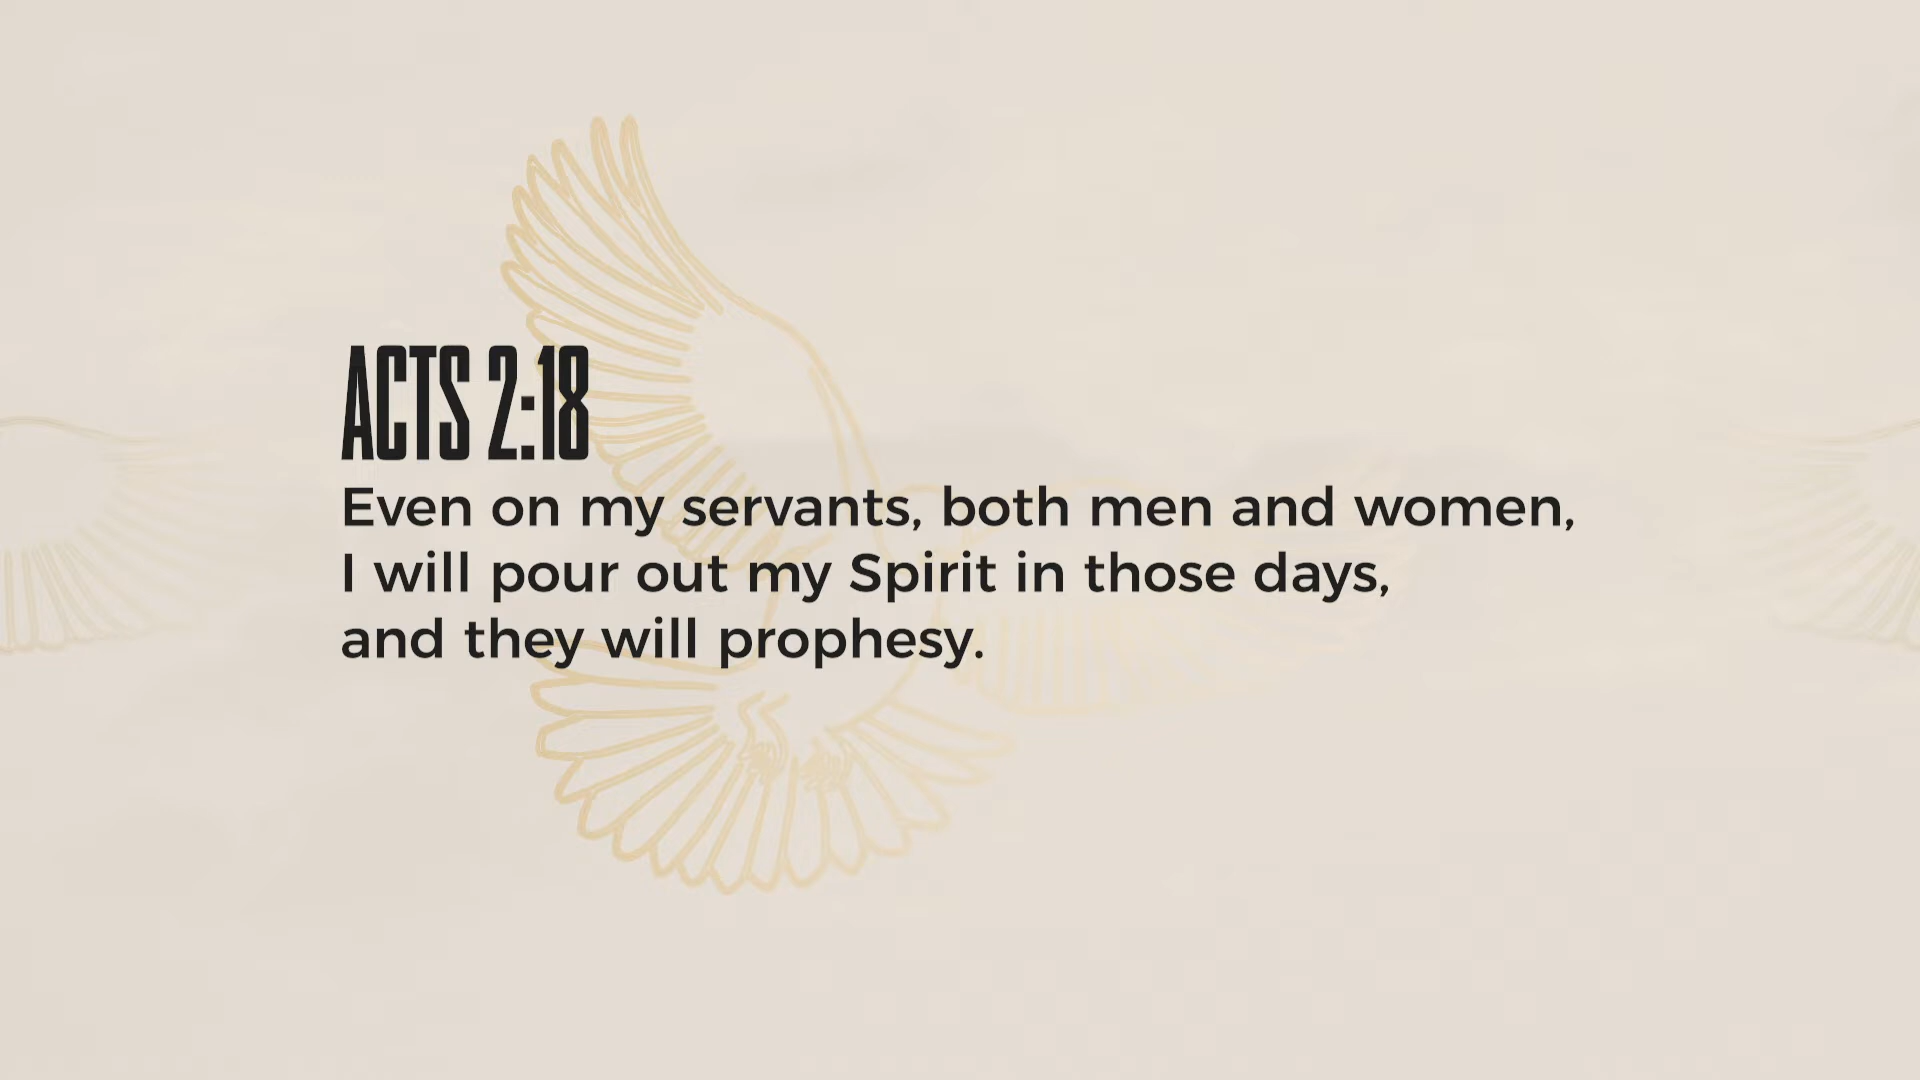 ACTS 2:18
Even on my servants, both men and women,
I will pour out my Spirit in those days,
and they will prophesy.